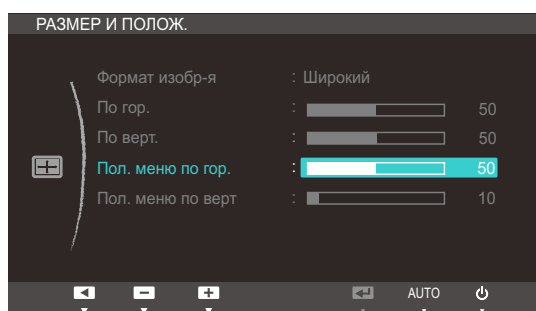 РАЗМЕР И ПОЛОЖ.
Формат изобр-я : Широкий
По гор. : 50
По верт. : 50
Пол. меню по гор. : 50
Пол. меню по верт : 10
AUTO